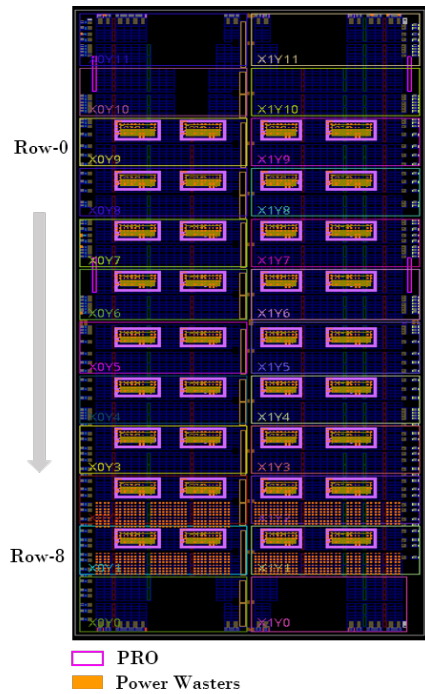 X0Y11 X1Y11
X0Y10 X1Y10
Row-0
X0Y9 X1Y9
X0Y8 X1Y8
X0Y7 X1Y7
X0Y6 X1Y6
X0Y5 X1Y5
X0Y4 X1Y4
X0Y3 X1Y3
Row-8
X0Y1 X1Y1
X0Y0 X1Y0
PRO
Power Wasters